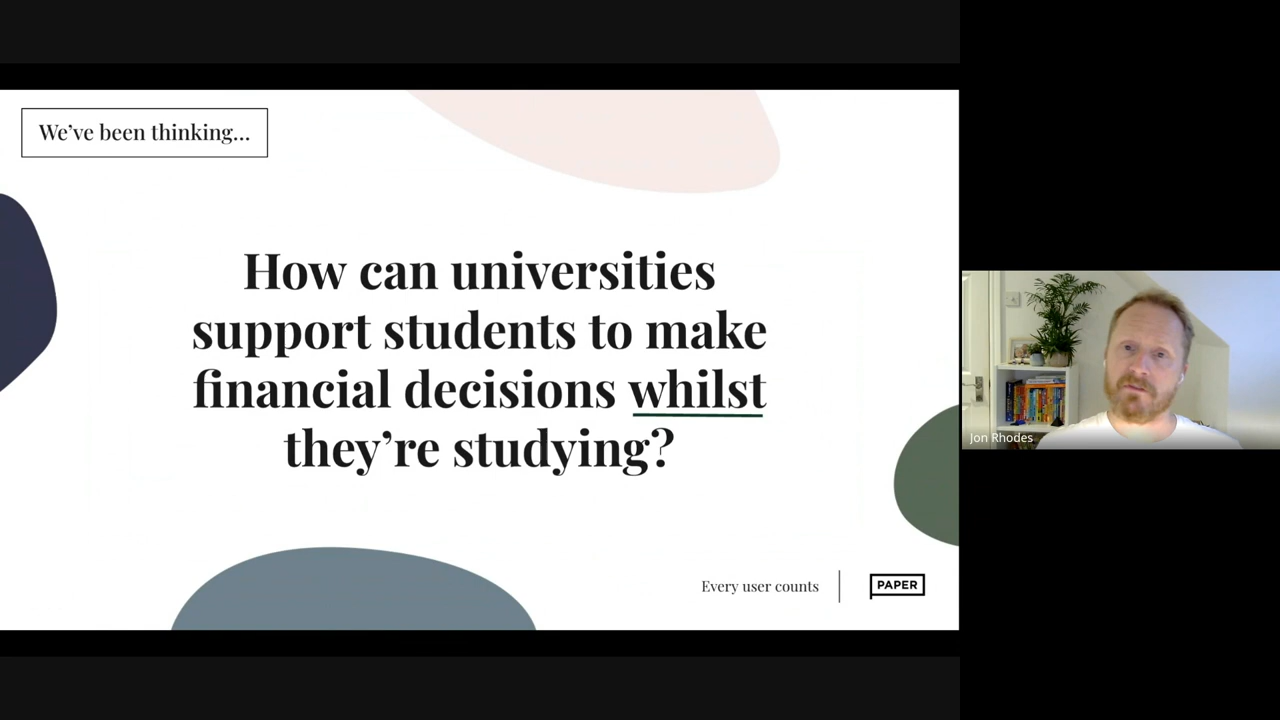 We've been thinking...
How can universities
support students to make
financial decisions whilst
they're studying?
Every user counts
PAPER
Jon Rhodes